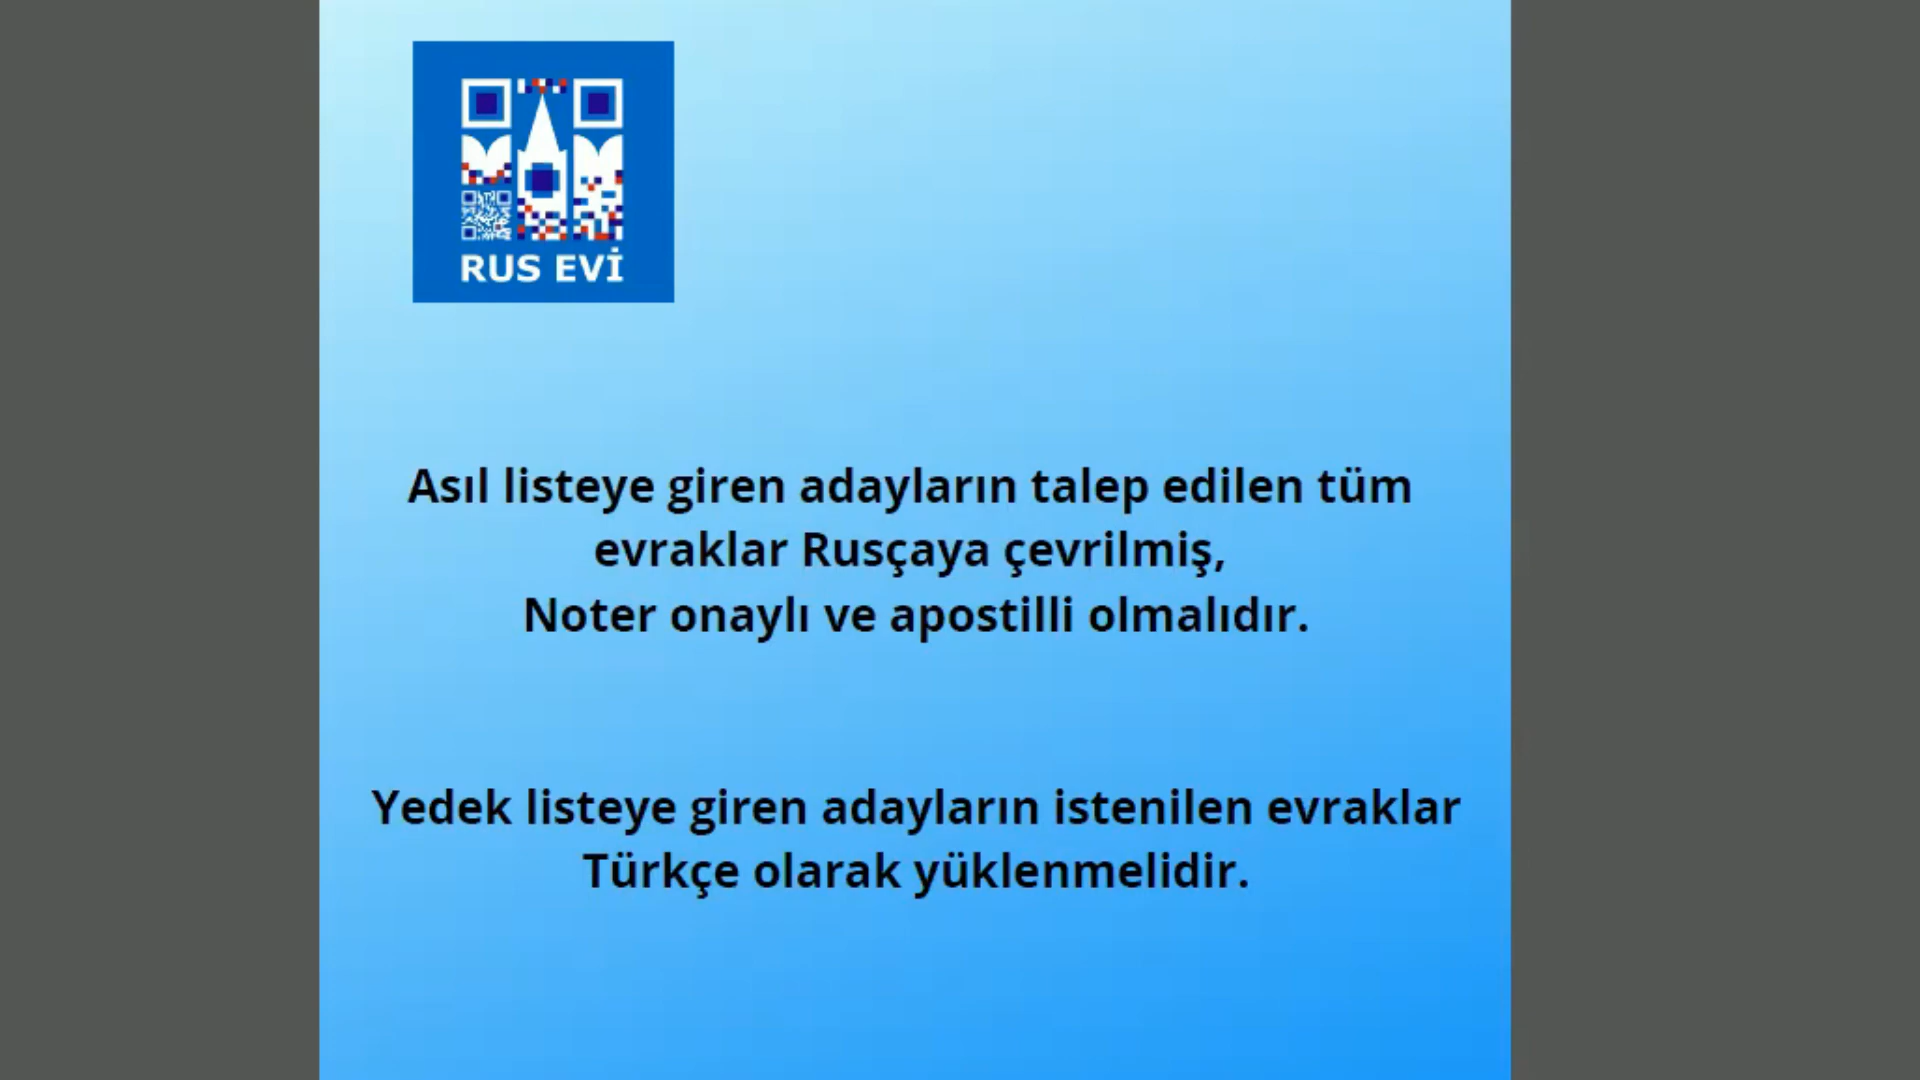 RUS EVİ
Asıl listeye giren adayların talep edilen tüm
evraklar Rusçaya çevrilmiş,
Noter onaylı ve apostilli olmalıdır.
Yedek listeye giren adayların istenilen evraklar
Türkçe olarak yüklenmelidir.